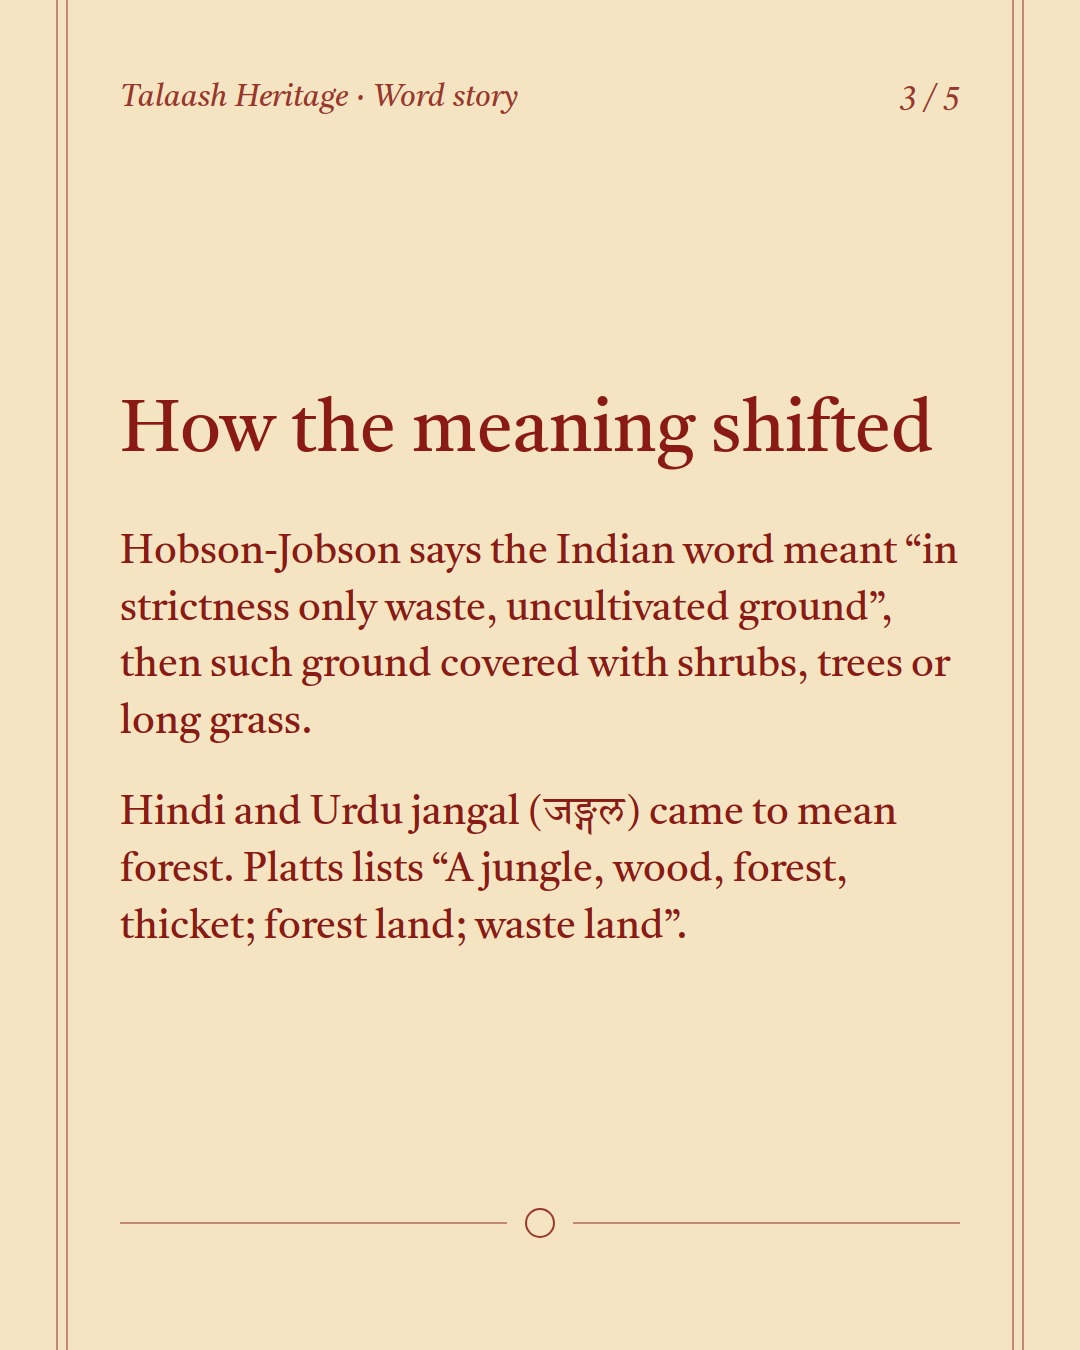 Talaash Heritage · Word story
3 / 5
How the meaning shifted
Hobson-Jobson says the Indian word meant “in
strictness only waste, uncultivated ground”,
then such ground covered with shrubs, trees or
long grass.
Hindi and Urdu jangal (जङ्गल) came to mean
forest. Platts lists “A jungle, wood, forest,
thicket; forest land; waste land”.